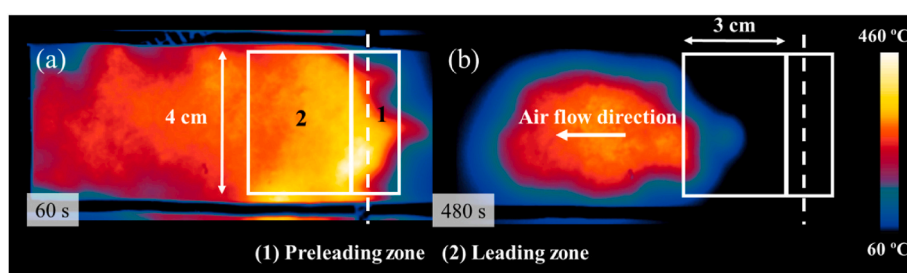 (a)
4 cm
2
1
60 s
(b)
3 cm
Air flow direction
480 s
(1) Preleading zone (2) Leading zone
460 ºC
60 ºC